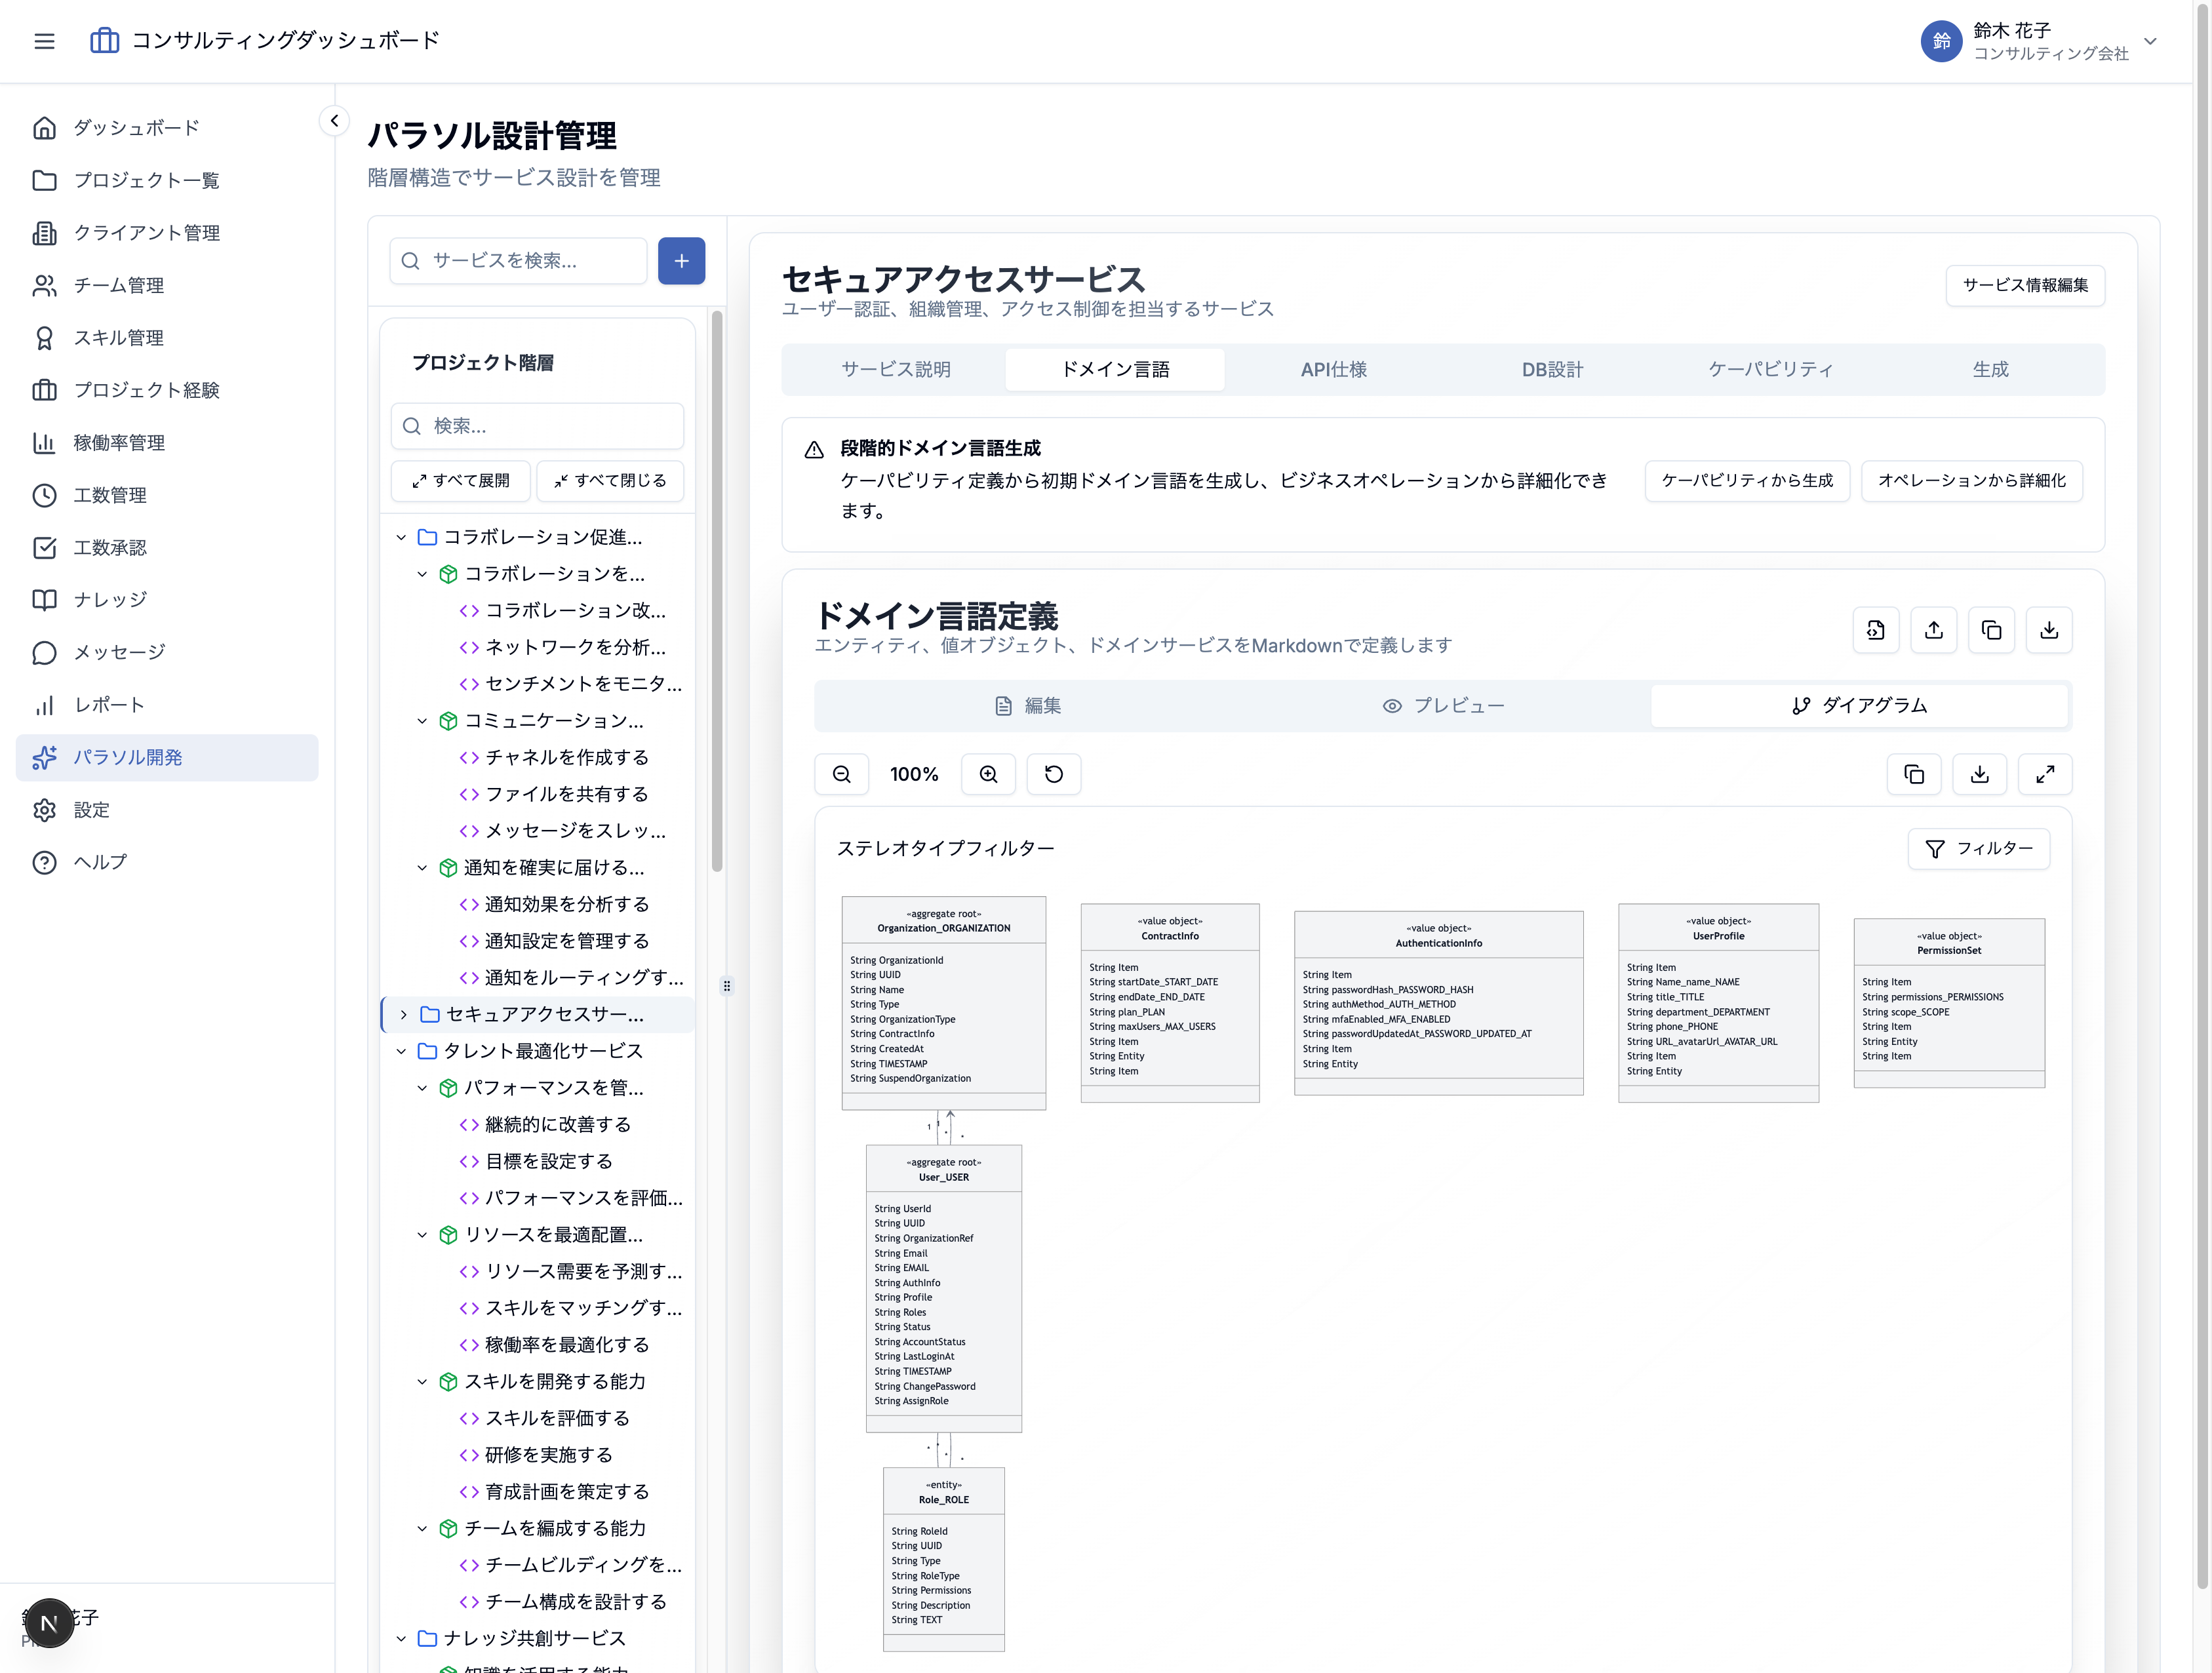 コンサルティングダッシュボード
鈴
鈴木 花子
コンサルティング会社
ダッシュボード
プロジェクト一覧
クライアント管理
チーム管理
スキル管理
プロジェクト経験
稼働率管理
工数管理
工数承認
ナレッジ
メッセージ
レポート
パラソル開発
設定
ヘルプ
花子
N
パラソル設計管理
階層構造でサービス設計を管理
サービスを検索...
プロジェクト階層
検索...
すべて展開
すべて閉じる
コラボレーション促進...
コラボレーションを...
コラボレーション改...
ネットワークを分析...
センチメントをモニタ...
コミュニケーション...
チャネルを作成する
ファイルを共有する
メッセージをスレッ...
通知を確実に届ける...
通知効果を分析する
通知設定を管理する
通知をルーティングす...
セキュアアクセスサー...
タレント最適化サービス
パフォーマンスを管...
継続的に改善する
目標を設定する
パフォーマンスを評価...
リソースを最適配置...
リソース需要を予測す...
スキルをマッチングす...
稼働率を最適化する
スキルを開発する能力
スキルを評価する
研修を実施する
育成計画を策定する
チームを編成する能力
チームビルディングを...
チーム構成を設計する
ナレッジ共創サービス
知識を活用する能力
セキュアアクセスサービス
ユーザー認証、組織管理、アクセス制御を担当するサービス
サービス情報編集
サービス説明
ドメイン言語
API仕様
DB設計
ケーパビリティ
生成
段階的ドメイン言語生成
ケーパビリティ定義から初期ドメイン言語を生成し、ビジネスオペレーションから詳細化でき
ます。
ケーパビリティから生成
オペレーションから詳細化
ドメイン言語定義
エンティティ、値オブジェクト、ドメインサービスをMarkdownで定義します
編集
プレビュー
ダイアグラム
100%
ステレオタイプフィルター
フィルター
«aggregate root»
Organization_ORGANIZATION
String OrganizationId
String UUID
String Name
String Type
String OrganizationType
String ContractInfo
String CreatedAt
String TIMESTAMP
String SuspendOrganization
«value object»
ContractInfo
String Item
String startDate_START_DATE
String endDate_END_DATE
String plan_PLAN
String maxUsers_MAX_USERS
String Item
String Entity
String Item
«value object»
AuthenticationInfo
String Item
String passwordHash_PASSWORD_HASH
String authMethod_AUTH_METHOD
String mfaEnabled_MFA_ENABLED
String passwordUpdatedAt_PASSWORD_UPDATED_AT
String Item
String Entity
«value object»
UserProfile
String Item
String Name_name_NAME
String title_TITLE
String department_DEPARTMENT
String phone_PHONE
String URL_avatarUrl_AVATAR_URL
String Item
String Entity
«value object»
PermissionSet
String Item
String permissions_PERMISSIONS
String scope_SCOPE
String Item
String Entity
String Item
1 1
«aggregate root»
User_USER
String UserId
String UUID
String OrganizationRef
String Email
String EMAIL
String AuthInfo
String Profile
String Roles
String Status
String AccountStatus
String LastLoginAt
String TIMESTAMP
String ChangePassword
String AssignRole
«entity»
Role_ROLE
String RoleId
String UUID
String Type
String RoleType
String Permissions
String Description
String TEXT